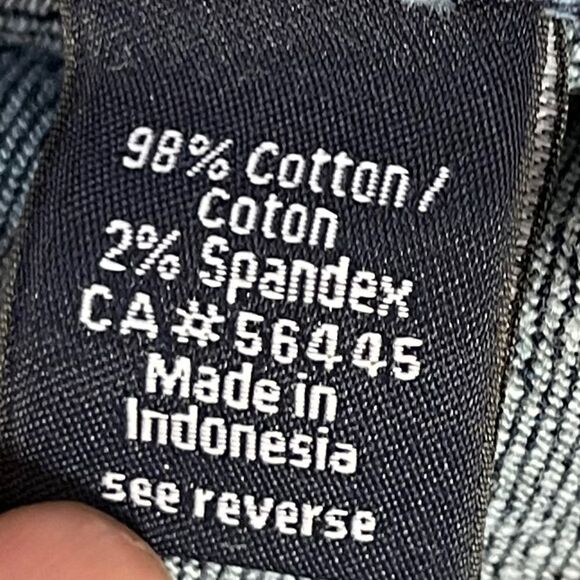 98% Cotton /
Coton
2% Spandex
CA#56445
Made in
Indonesia
see reverse